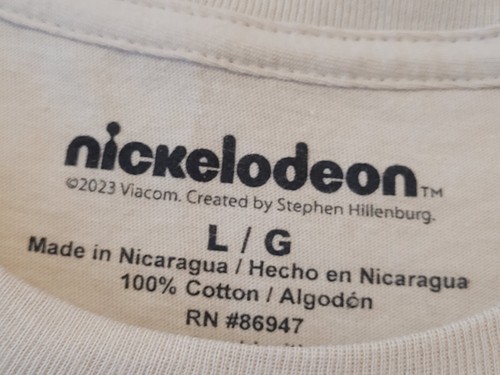 nickelodeon™
©2023 Viacom. Created by Stephen Hillenburg.
L / G
Made in Nicaragua / Hecho en Nicaragua
100% Cotton / Algodón
RN #86947